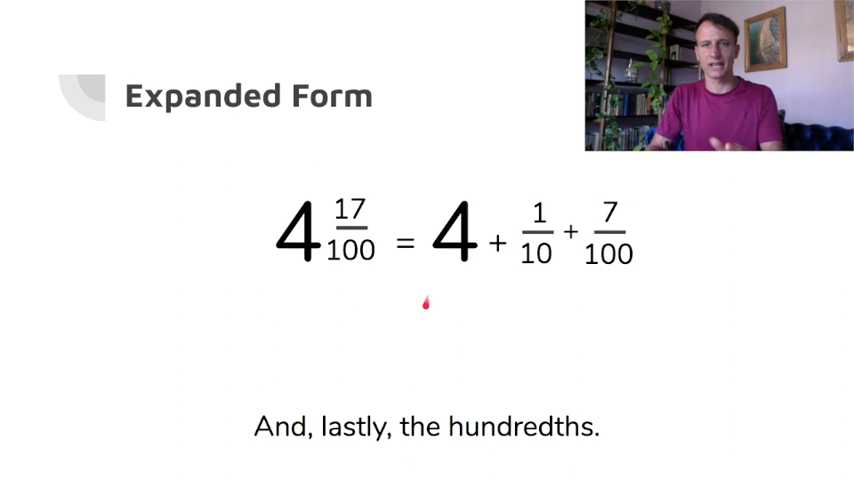 Expanded Form
4 17/100 = 4 + 1/10 + 7/100
And, lastly, the hundredths.